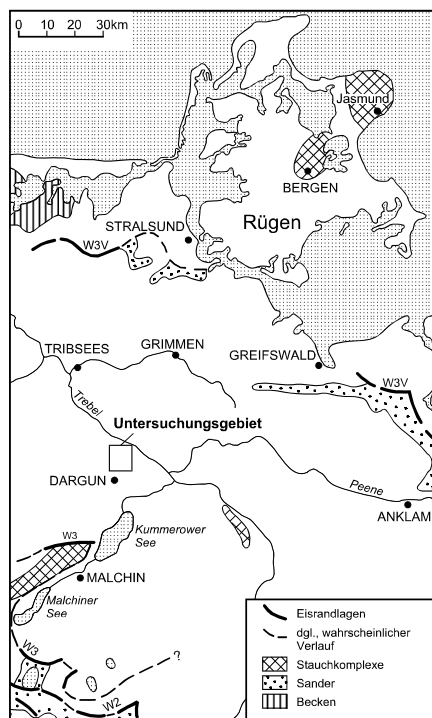 0 10 20 30km
Jasmund
BERGEN
Rügen
STRALSUND
W3V
GRIMMEN
TRIBSEES
GREIFSWALD
W3V
Trebel
Untersuchungsgebiet
DARGUN
Peene
ANKLAM
Kummerower
See
W3
MALCHIN
Malchiner
See
W3
?
W2
Eisrandlagen
dgl., wahrscheinlicher
Verlauf
Stauchkomplexe
Sander
Becken